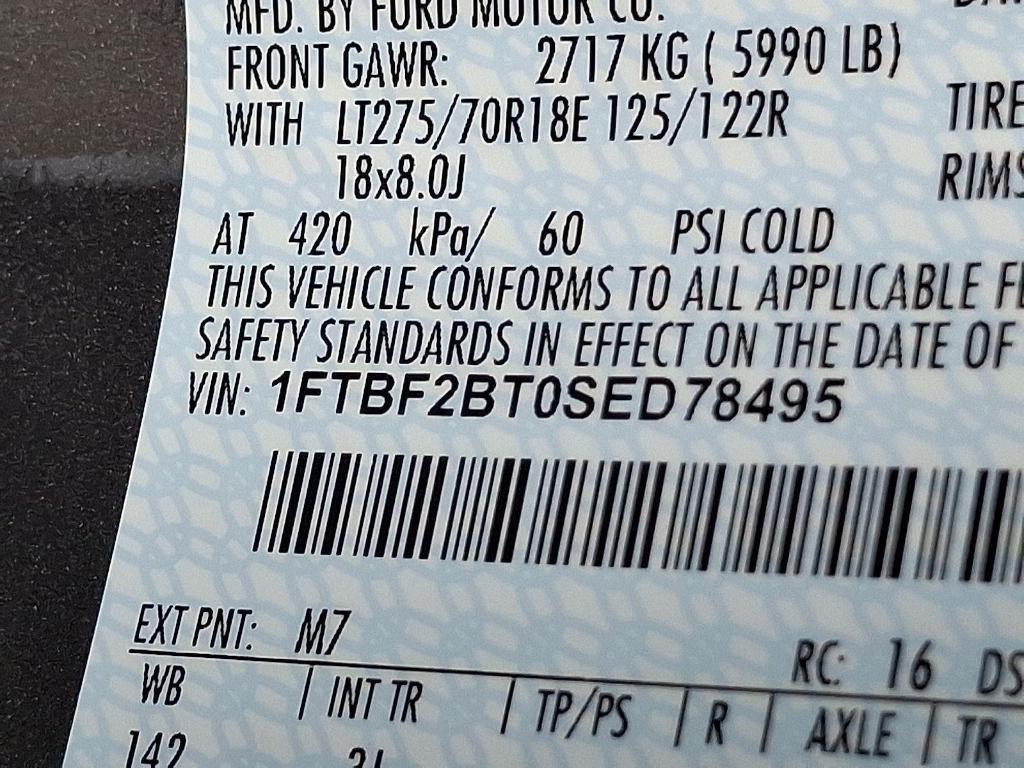 MFD. BY FORD MOTOR CO.
FRONT GAWR: 2717 KG ( 5990 LB)
WITH LT275/70R18E 125/122R TIRE
18x8.0J RIMS
AT 420 kPa/ 60 PSI COLD
THIS VEHICLE CONFORMS TO ALL APPLICABLE
SAFETY STANDARDS IN EFFECT ON THE DATE OF
VIN: 1FTBF2BT0SED78495
EXT PNT: M7 RC: 16 DS
WB | INT TR | TP/PS | R | AXLE | TR
142